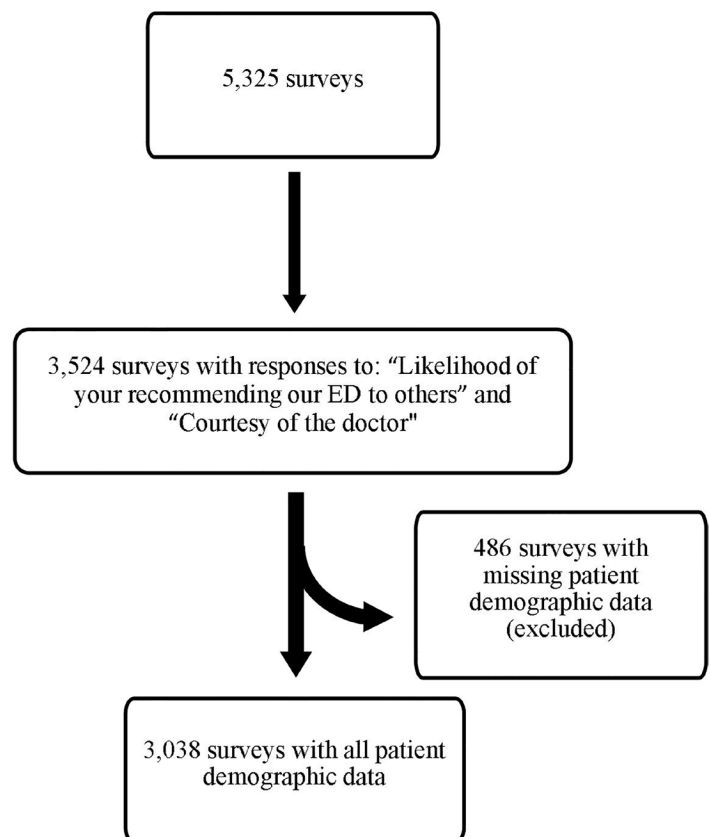 5,325 surveys
3,524 surveys with responses to: “Likelihood of
your recommending our ED to others” and
“Courtesy of the doctor"
486 surveys with
missing patient
demographic data
(excluded)
3,038 surveys with all patient
demographic data